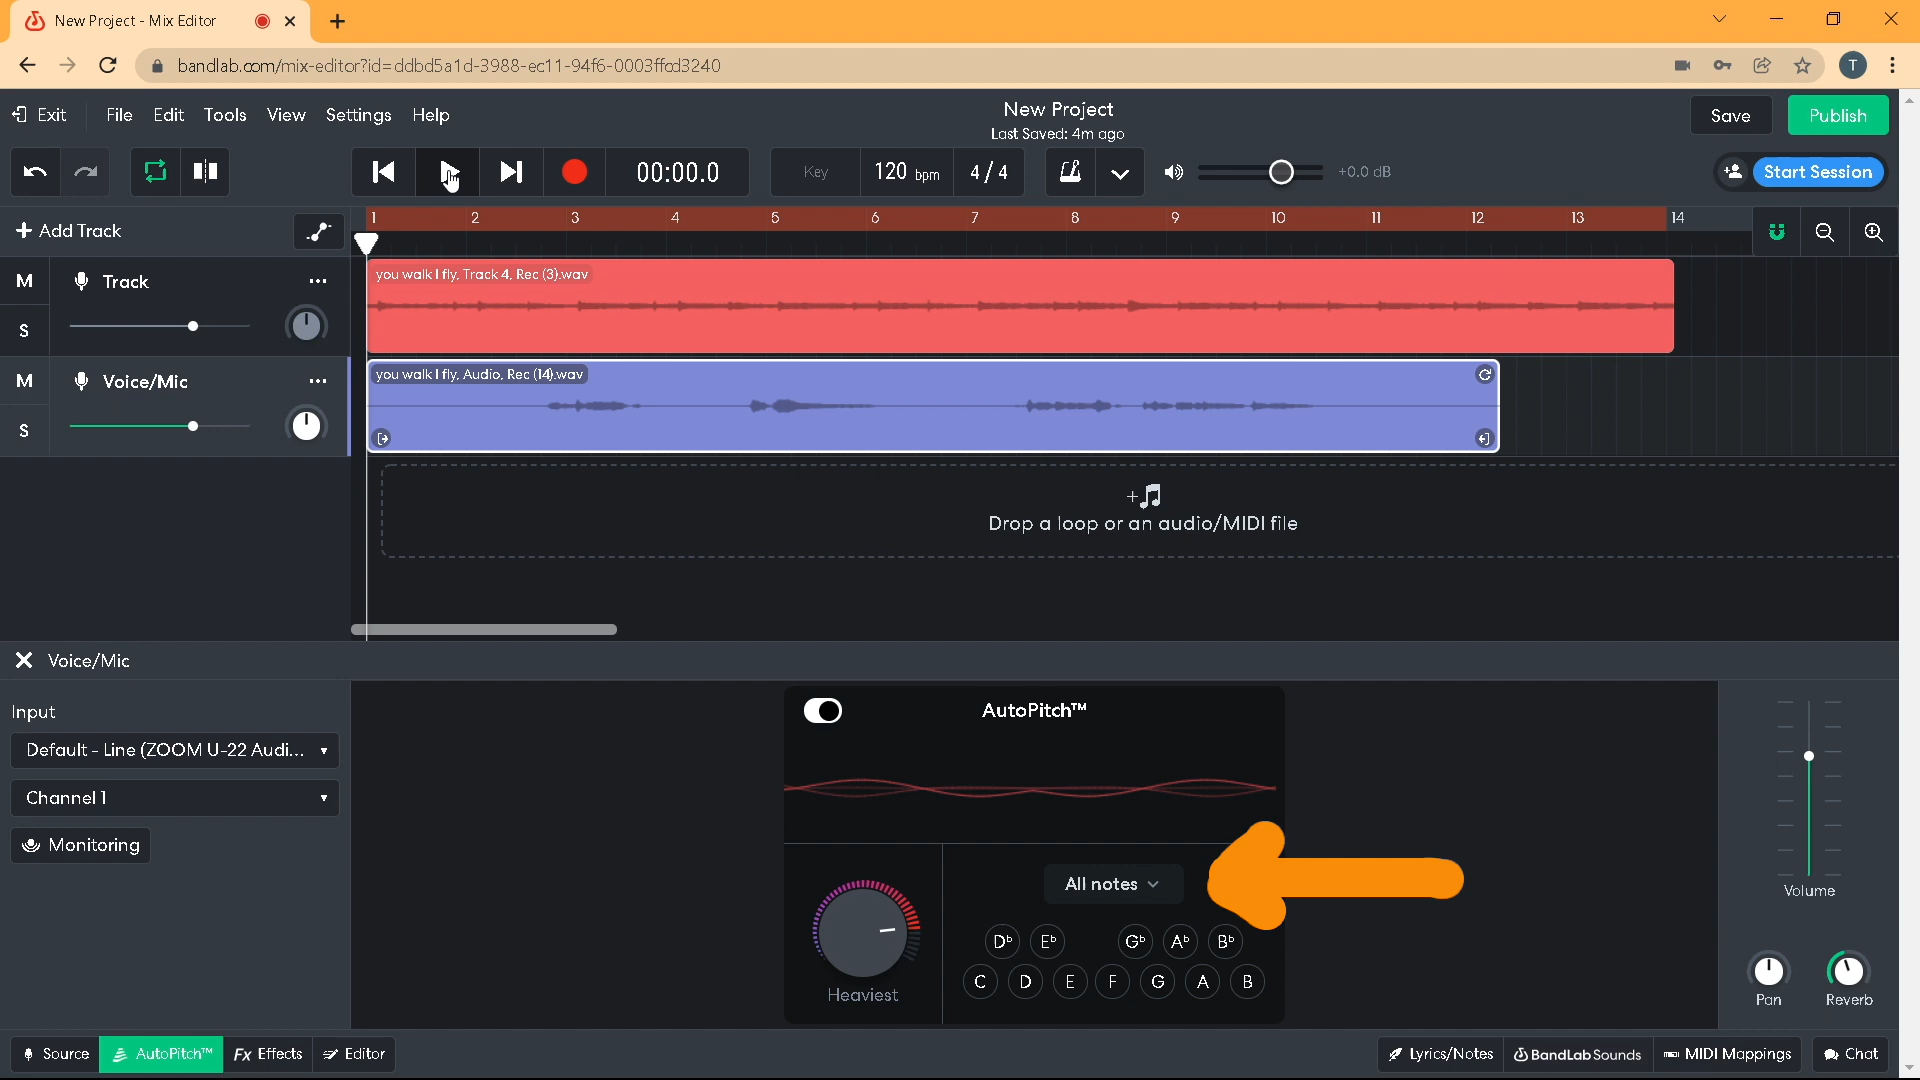 New Project - Mix Editor
bandlab.com/mix-editor?id=ddbd5a1d-3988-ec11-94f6-0003ffcd3240
T
Exit File Edit Tools View Settings Help
New Project
Last Saved: 4m ago
Save Publish
00:00.0
Key 120 bpm 4 / 4
+0.0 dB
Start Session
+ Add Track
1 2 3 4 5 6 7 8 9 10 11 12 13 14
M Track ...
S
you walk I fly, Track 4, Rec (3).wav
M Voice/Mic ...
S
you walk I fly, Audio, Rec (14).wav
Drop a loop or an audio/MIDI file
Voice/Mic
Input
Default - Line (ZOOM U-22 Audi...
Channel 1
Monitoring
AutoPitch™
All notes
Heaviest
D♭ E♭ G♭ A♭ B♭
C D E F G A B
Volume
Pan Reverb
Source AutoPitch™ Fx Effects Editor
Lyrics/Notes BandLab Sounds MIDI Mappings Chat